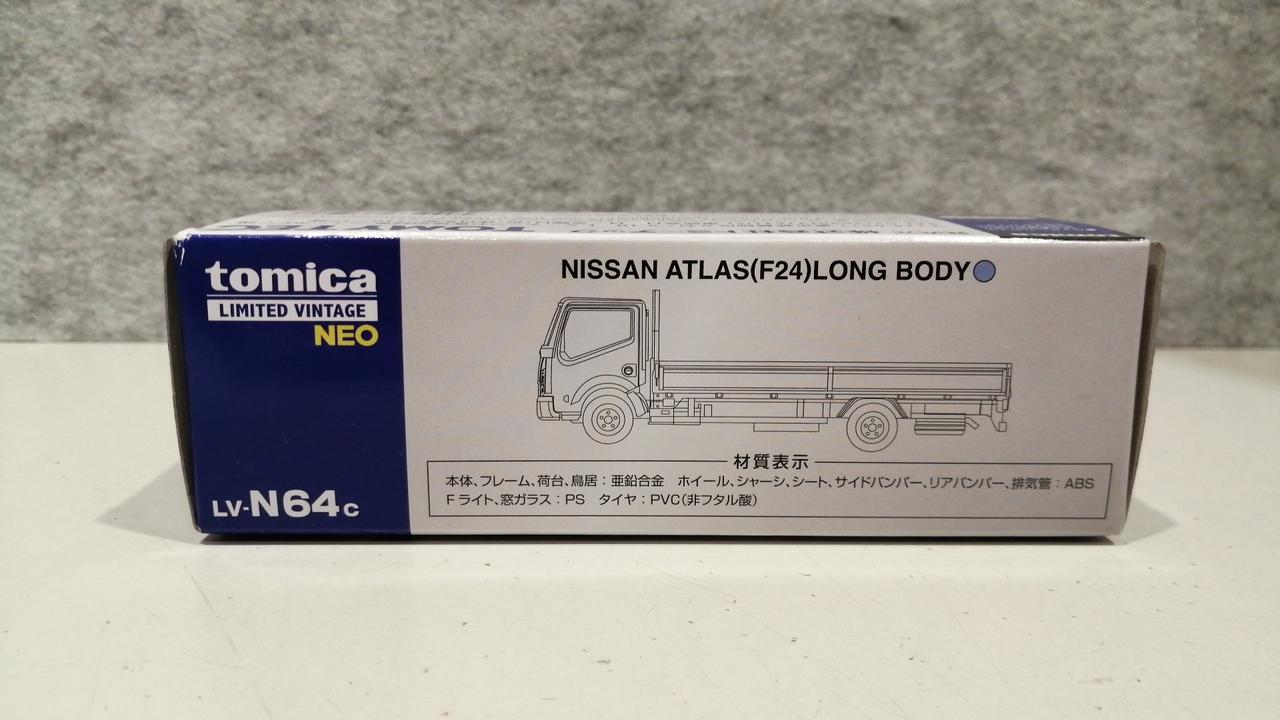 TOMYTEC
tomica
LIMITED VINTAGE
NEO
LV-N64c
NISSAN ATLAS(F24)LONG BODY
材質表示
本体、フレーム、荷台、鳥居：亜鉛合金　ホイール、シャーシ、シート、サイドバンパー、リアバンパー、排気管：ABS
Fライト、窓ガラス：PS　タイヤ：PVC（非フタル酸）